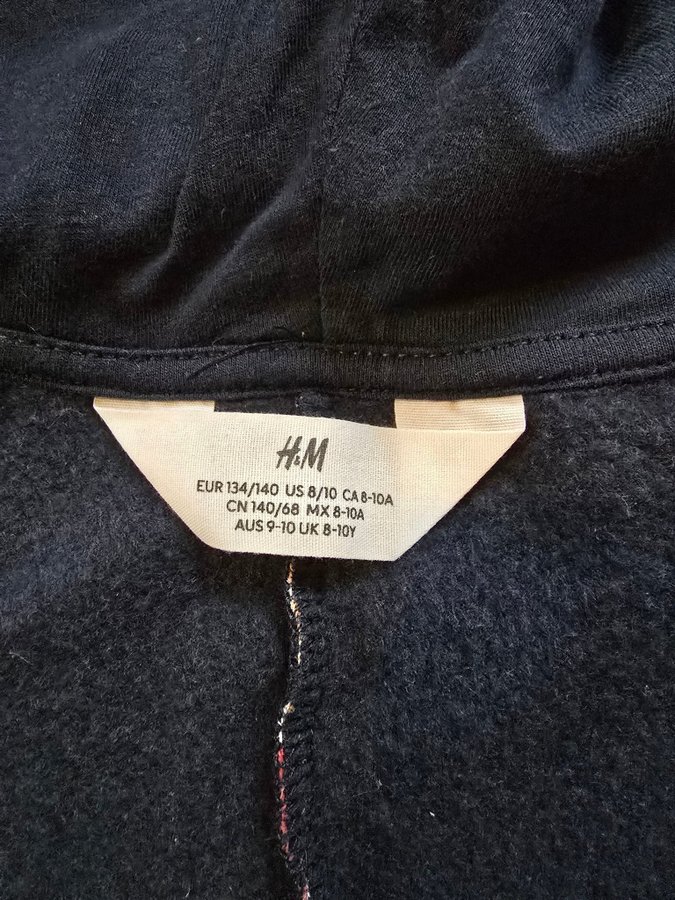 H&M
EUR 134/140 US 8/10 CA 8-10A
CN 140/68 MX 8-10A
AUS 9-10 UK 8-10Y